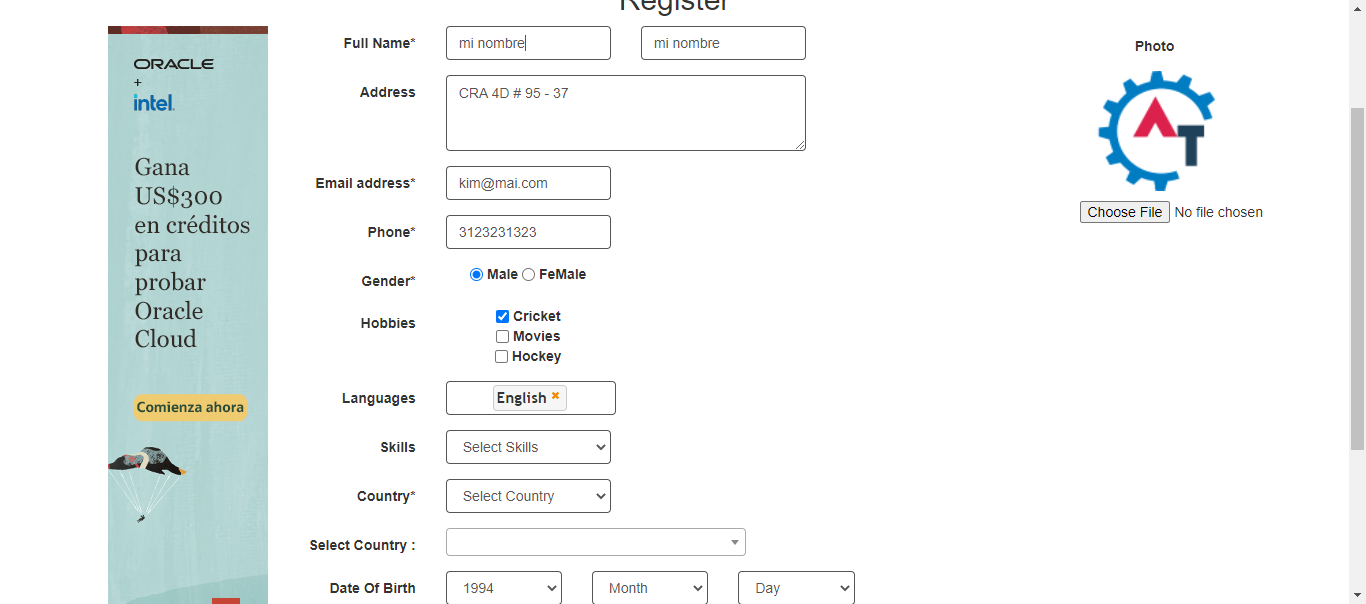 Register
ORACLE
+
intel.
Gana
US$300
en créditos
para
probar
Oracle
Cloud
Comienza ahora
Full Name* mi nombre mi nombre
Address CRA 4D # 95 - 37
Email address* kim@mai.com
Phone* 3123231323
Gender* Male FeMale
Hobbies Cricket
Movies
Hockey
Languages English
Skills Select Skills
Country* Select Country
Select Country :
Date Of Birth 1994 Month Day
Photo
AT
Choose File No file chosen